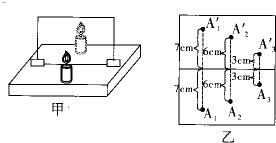 A′₁ A′₂ A′₃
7cm 6cm 3cm
7cm 6cm 3cm
A₁ A₂ A₃
甲 乙